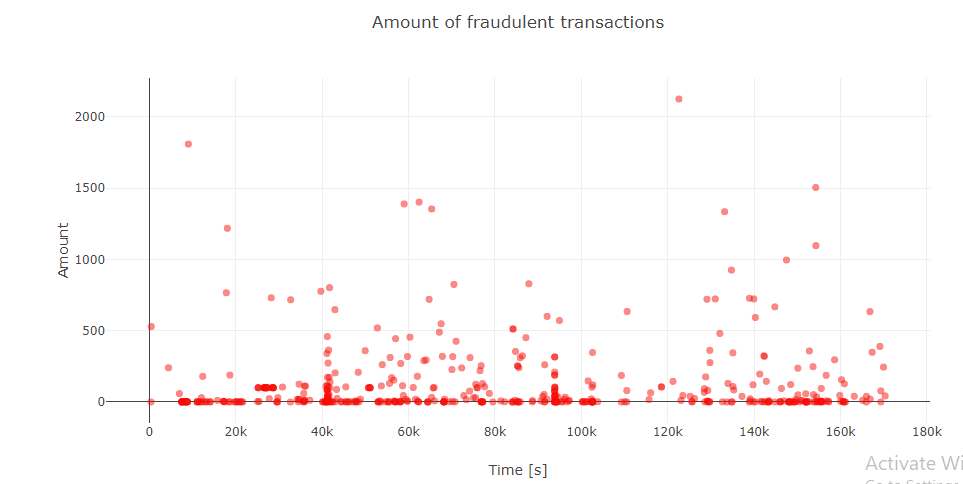 Amount of fraudulent transactions
2000
1500
1000
500
0
Amount
0 20k 40k 60k 80k 100k 120k 140k 160k 180k
Time [s]
Activate Wi